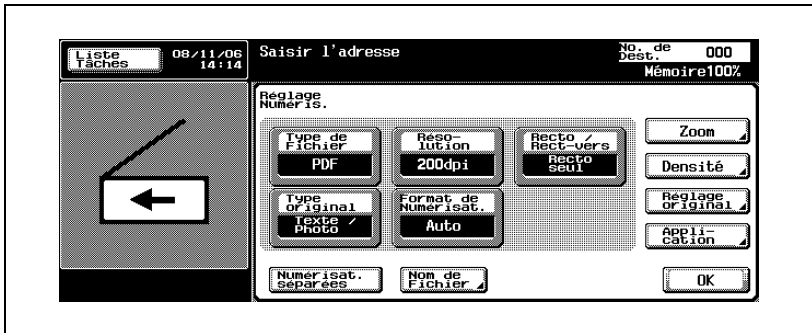 Liste
Tâches
08/11/06
14:14
Saisir l'adresse
No. de
Dest.
000
Mémoire100%
Réglage
Numéris.
Type de
Fichier
PDF
Réso-
lution
200dpi
Recto /
Rect-vers
Recto
seul
Zoom
Densité
Type
original
Texte /
Photo
Format de
Numérisat.
Auto
Réglage
original
Appli-
cation
Numérisat.
séparées
Nom de
Fichier
OK